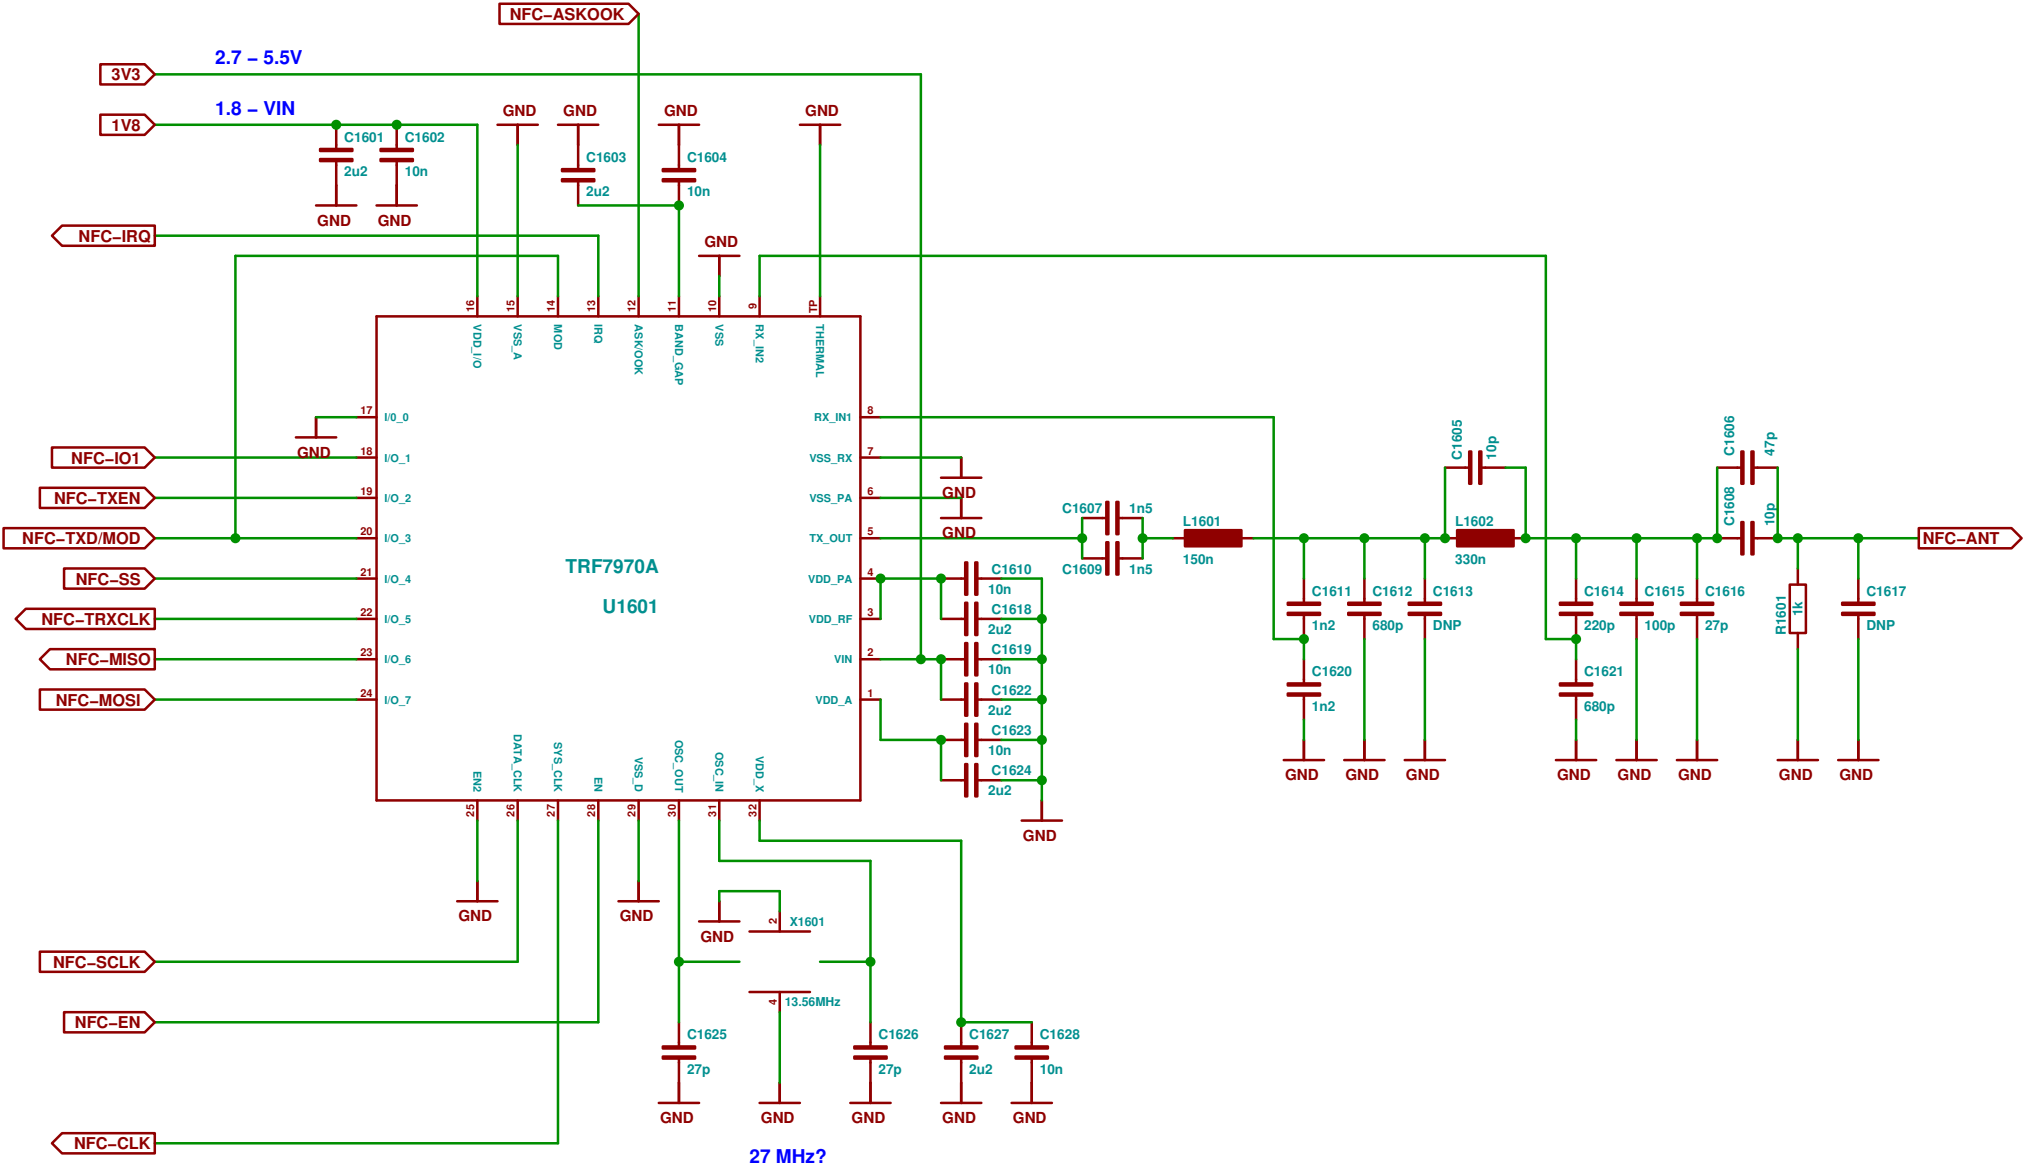 NFC–ASKOOK
2.7 – 5.5V
3V3
1.8 – VIN
1V8
GND GND GND GND
C1601 C1602
2u2 10n
C1603 C1604
2u2 10n
GND GND
NFC–IRQ
GND
16 15 14 13 12 11 10 9 TP
VDD_I/O VSS_A MOD IRQ ASK/OOK BAND_GAP VSS RX_IN2 THERMAL
17 I/0_0 RX_IN1 8
GND
NFC–IO1 18 I/O_1 VSS_RX 7
GND
NFC–TXEN 19 I/O_2 VSS_PA 6
GND
NFC–TXD/MOD 20 I/O_3 TX_OUT 5
NFC–SS 21 I/O_4 VDD_PA 4
NFC–TRXCLK 22 I/O_5 VDD_RF 3
NFC–MISO 23 I/O_6 VIN 2
NFC–MOSI 24 I/O_7 VDD_A 1
TRF7970A
U1601
C1605 10p
C1606 47p
C1608 10p
C1607 1n5
C1609 1n5
L1601
150n
L1602
330n
NFC–ANT
C1610
10n
C1618
2u2
C1619
10n
C1622
2u2
C1623
10n
C1624
2u2
GND
C1611 C1612 C1613 C1614 C1615 C1616 R1601 1k C1617
1n2 680p DNP 220p 100p 27p DNP
C1620 C1621
1n2 680p
GND GND GND GND GND GND GND GND
EN2 DATA_CLK SYS_CLK EN VSS_D OSC_OUT OSC_IN VDD_X
25 26 27 28 29 30 31 32
GND GND
2 X1601
GND
NFC–SCLK
4 13.56MHz
NFC–EN
C1625 C1626 C1627 C1628
27p 27p 2u2 10n
GND GND GND GND GND
NFC–CLK
27 MHz?